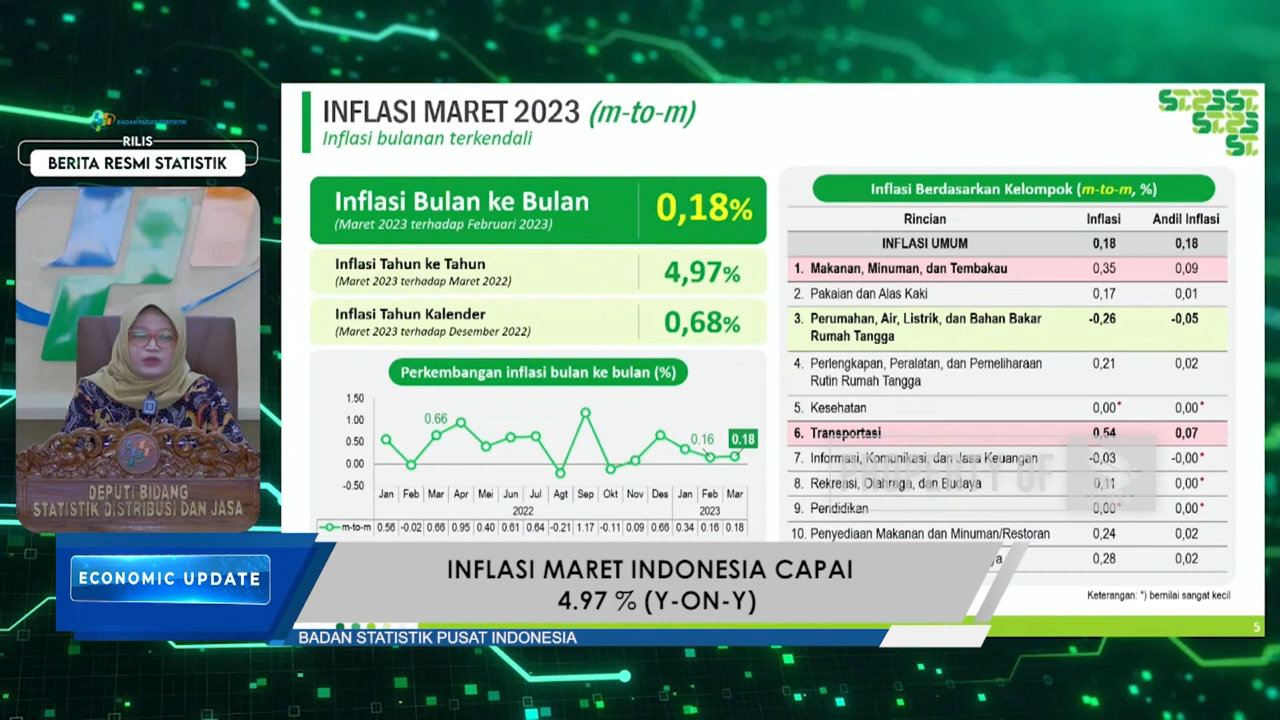 BADAN PUSAT STATISTIK
RILIS
BERITA RESMI STATISTIK
DEPUTI BIDANG
STATISTIK DISTRIBUSI DAN JASA
INFLASI MARET 2023 (m-to-m)
Inflasi bulanan terkendali
Inflasi Bulan ke Bulan
(Maret 2023 terhadap Februari 2023)
0,18%
Inflasi Tahun ke Tahun
(Maret 2023 terhadap Maret 2022)
4,97%
Inflasi Tahun Kalender
(Maret 2023 terhadap Desember 2022)
0,68%
Perkembangan inflasi bulan ke bulan (%)
1.50
1.00
0.50
0.00
-0.50
0.66
0.16
0.18
Jan Feb Mar Apr Mei Jun Jul Agt Sep Okt Nov Des Jan Feb Mar
2022 2023
m-to-m 0.56 -0.02 0.66 0.95 0.40 0.61 0.64 -0.21 1.17 -0.11 0.09 0.66 0.34 0.16 0.18
Inflasi Berdasarkan Kelompok (m-to-m, %)
Rincian Inflasi Andil Inflasi
INFLASI UMUM 0,18 0,18
1. Makanan, Minuman, dan Tembakau 0,35 0,09
2. Pakaian dan Alas Kaki 0,17 0,01
3. Perumahan, Air, Listrik, dan Bahan Bakar -0,26 -0,05
Rumah Tangga
4. Perlengkapan, Peralatan, dan Pemeliharaan 0,21 0,02
Rutin Rumah Tangga
5. Kesehatan 0,00* 0,00*
6. Transportasi 0,54 0,07
7. Informasi, Komunikasi, dan Jasa Keuangan -0,03 -0,00*
8. Rekreasi, Olahraga, dan Budaya 0,11 0,00*
9. Pendidikan 0,00* 0,00*
10. Penyediaan Makanan dan Minuman/Restoran 0,24 0,02
0,28 0,02
Keterangan: *) bernilai sangat kecil
PROPERTY OF
5
ECONOMIC UPDATE
INFLASI MARET INDONESIA CAPAI
4.97 % (Y-ON-Y)
BADAN STATISTIK PUSAT INDONESIA